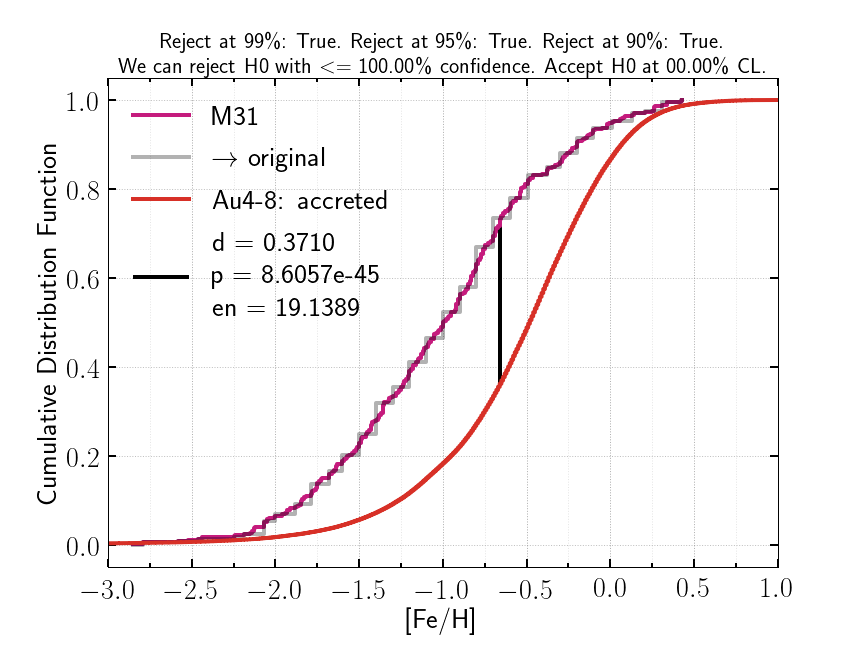 Reject at 99%: True. Reject at 95%: True. Reject at 90%: True.
We can reject H0 with <= 100.00% confidence. Accept H0 at 00.00% CL.
M31
→ original
Au4-8: accreted
d = 0.3710
p = 8.6057e-45
en = 19.1389
Cumulative Distribution Function
1.0
0.8
0.6
0.4
0.2
0.0
−3.0 −2.5 −2.0 −1.5 −1.0 −0.5 0.0 0.5 1.0
[Fe/H]